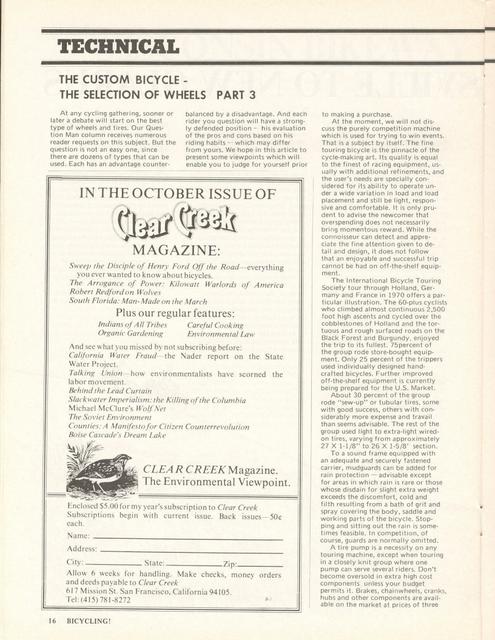 TECHNICAL
THE CUSTOM BICYCLE -
THE SELECTION OF WHEELS PART 3
At any cycling gathering, sooner or
later a debate will start on the best
type of wheels and tires. Our Ques-
tion Man column receives numerous
reader requests on this subject. But the
question is not an easy one, since
there are dozens of types that can be
used. Each has an advantage counter-
balanced by a disadvantage. And each
rider you question will have a strong-
ly defended position - his evaluation
of the pros and cons based on his
riding habits - which may differ
from yours. We hope in this article to
present some viewpoints which will
enable you to judge for yourself prior
to making a purchase.
At the moment, we will not dis-
cuss the purely competition machine
which is used for trying to win events.
That is a subject by itself. The fine
touring bicycle is the pinnacle of the
cycle-making art. Its quality is equal
to the finest of racing equipment, us-
ually with additional refinements, and
the user's needs are specially con-
sidered for its ability to operate un-
der a wide variation in load and load
placement and still be light, respon-
sive and comfortable. It is only pru-
dent to advise the newcomer that
overspending does not necessarily
bring momentous reward. While the
connoisseur can detect and appre-
ciate the fine attention given to de-
tail and design, it does not follow
that an enjoyable and successful trip
cannot be had on off-the-shelf equip-
ment.
The International Bicycle Touring
Society tour through Holland, Ger-
many and France in 1970 offers a par-
ticular illustration. The 60-plus cyclists
who climbed almost continuous 2,500
foot high ascents and cycled over the
cobblestones of Holland and the tor-
tuous and rough surfaced roads on the
Black Forest and Burgundy, enjoyed
the trip to its fullest. 75percent of
the group rode store-bought equip-
ment. Only 25 percent of the trippers
used individually designed hand-
crafted bicycles. Further improved
off-the-shelf equipment is currently
being prepared for the U.S. Market.
About 30 percent of the group
rode "sew-up" or tubular tires, some
with good success, others with con-
siderably more expense and travail
than seems advisable. The rest of the
group used light to extra-light wired-
on tires, varying from approximately
27 X 1-1/8" to 26 X 1-5/8' section.
To a sound frame equipped with
an adequate and securely fastened
carrier, mudguards can be added for
rain protection - advisable except
for areas in which rain is rare or those
whose disdain for slight extra weight
exceeds the discomfort, cold and
filth resulting from a bath of grit and
spray covering the body, saddle and
working parts of the bicycle. Stop-
ping and sitting out the rain is some-
times feasible. In competition, of
course, guards are normally omitted.
A tire pump is a necessity on any
touring machine, except when touring
in a closely knit group where one
pump can serve several riders. Don't
become oversold in extra high cost
components unless your budget
permits it. Brakes, chainwheels, cranks,
hubs and other components are avail-
able on the market at prices of three
IN THE OCTOBER ISSUE OF
Clear Creek
MAGAZINE:
Sweep the Disciple of Henry Ford Off the Road—everything
you ever wanted to know about bicycles.
The Arrogance of Power: Kilowatt Warlords of America
Robert Redford on Wolves
South Florida: Man-Made on the March
Plus our regular features:
Indians of All Tribes Careful Cooking
Organic Gardening Environmental Law
And see what you missed by not subscribing before:
California Water Fraud—the Nader report on the State
Water Project.
Talking Union—how environmentalists have scorned the
labor movement.
Behind the Lead Curtain
Slackwater Imperialism: the Killing of the Columbia
Michael McClure's Wolf Net
The Soviet Environment
Counties: A Manifesto for Citizen Counterrevolution
Boise Cascade's Dream Lake
CLEAR CREEK Magazine.
The Environmental Viewpoint.
Enclosed $5.00 for my year's subscription to Clear Creek
Subscriptions begin with current issue. Back issues—50¢
each.
Name:
Address:
City: State: Zip:
Allow 6 weeks for handling. Make checks, money orders
and deeds payable to Clear Creek
617 Mission St. San Francisco, California 94105.
Tel: (415) 781-8272
16 BICYCLING!